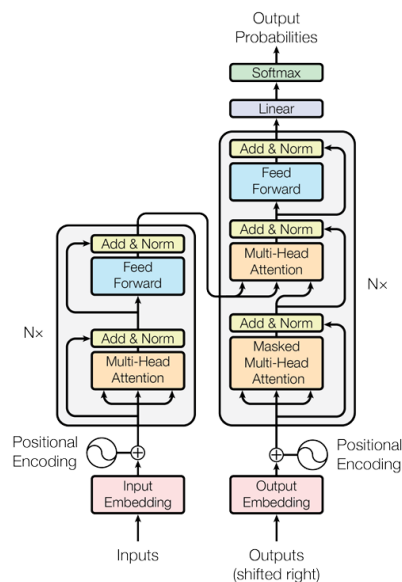 Output
Probabilities
Softmax
Linear
Add & Norm
Feed
Forward
Add & Norm
Multi-Head
Attention
Add & Norm
Masked
Multi-Head
Attention
Nx
Add & Norm
Feed
Forward
Add & Norm
Multi-Head
Attention
Nx
Positional
Encoding
Positional
Encoding
Input
Embedding
Output
Embedding
Inputs
Outputs
(shifted right)